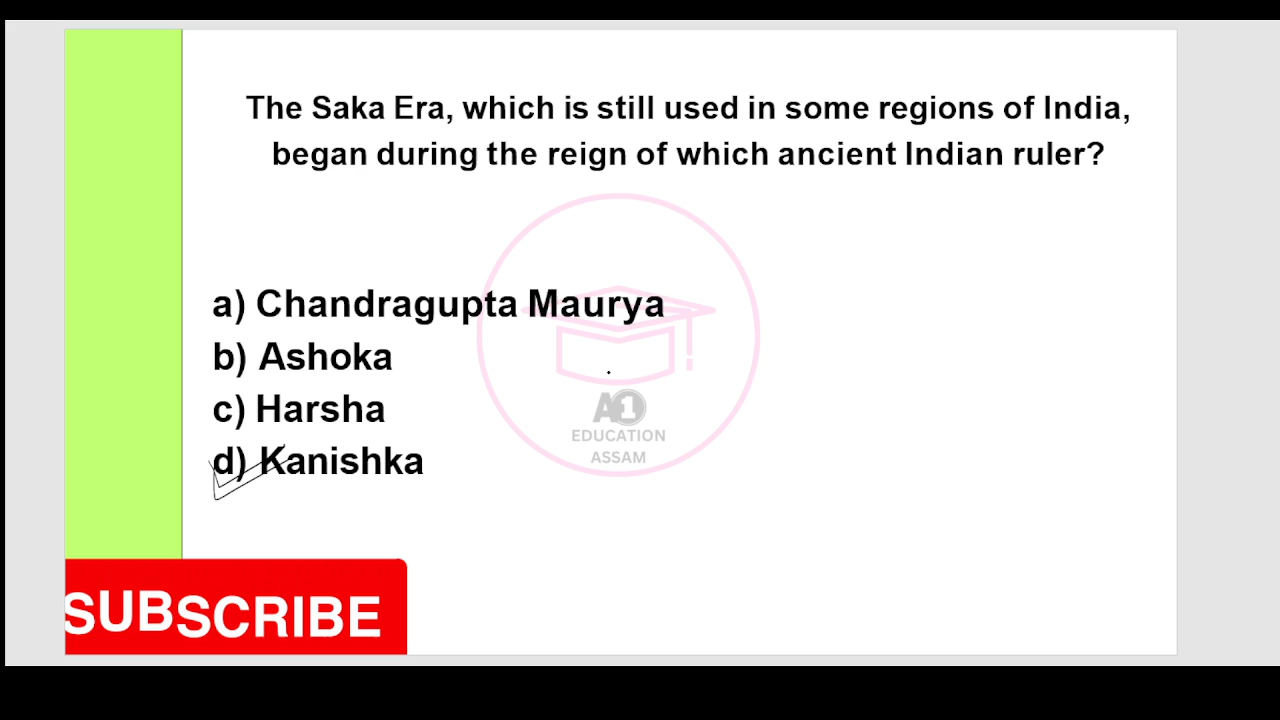 The Saka Era, which is still used in some regions of India,
began during the reign of which ancient Indian ruler?
a) Chandragupta Maurya
b) Ashoka
c) Harsha
d) Kanishka
A1
EDUCATION
ASSAM
SUBSCRIBE